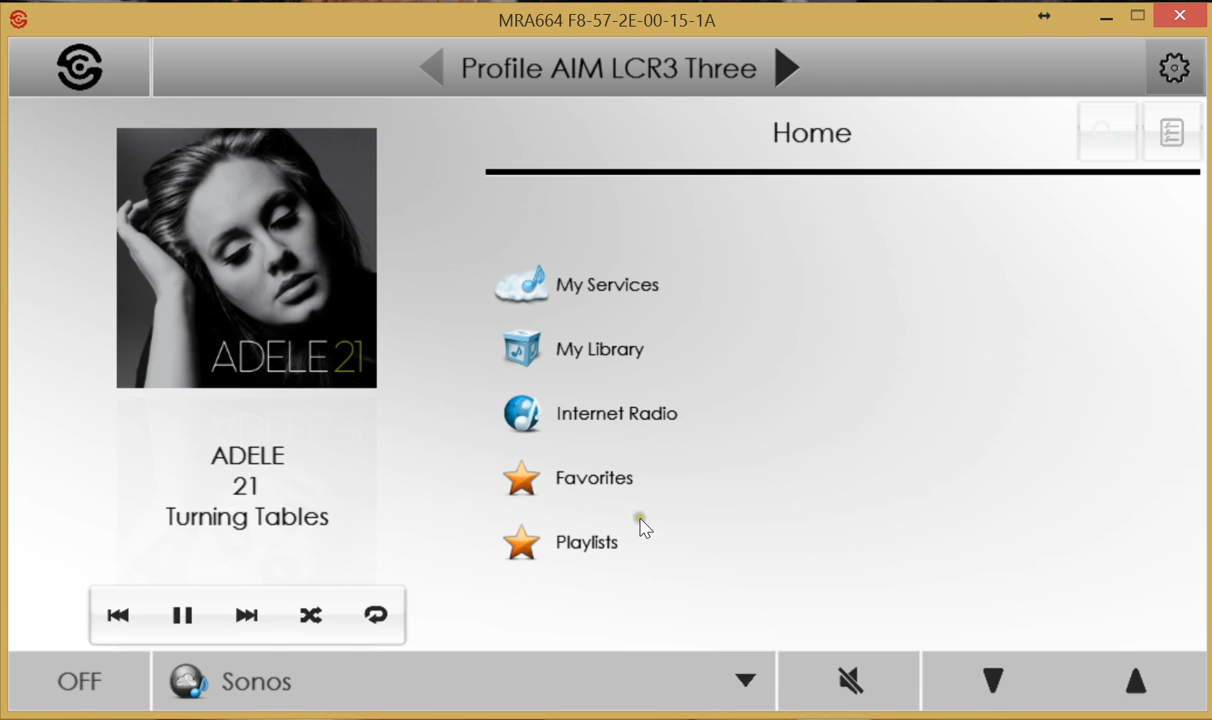 MRA664 F8-57-2E-00-15-1A
Profile AIM LCR3 Three
Home
ADELE 21
My Services
My Library
Internet Radio
Favorites
Playlists
ADELE
21
Turning Tables
OFF
Sonos